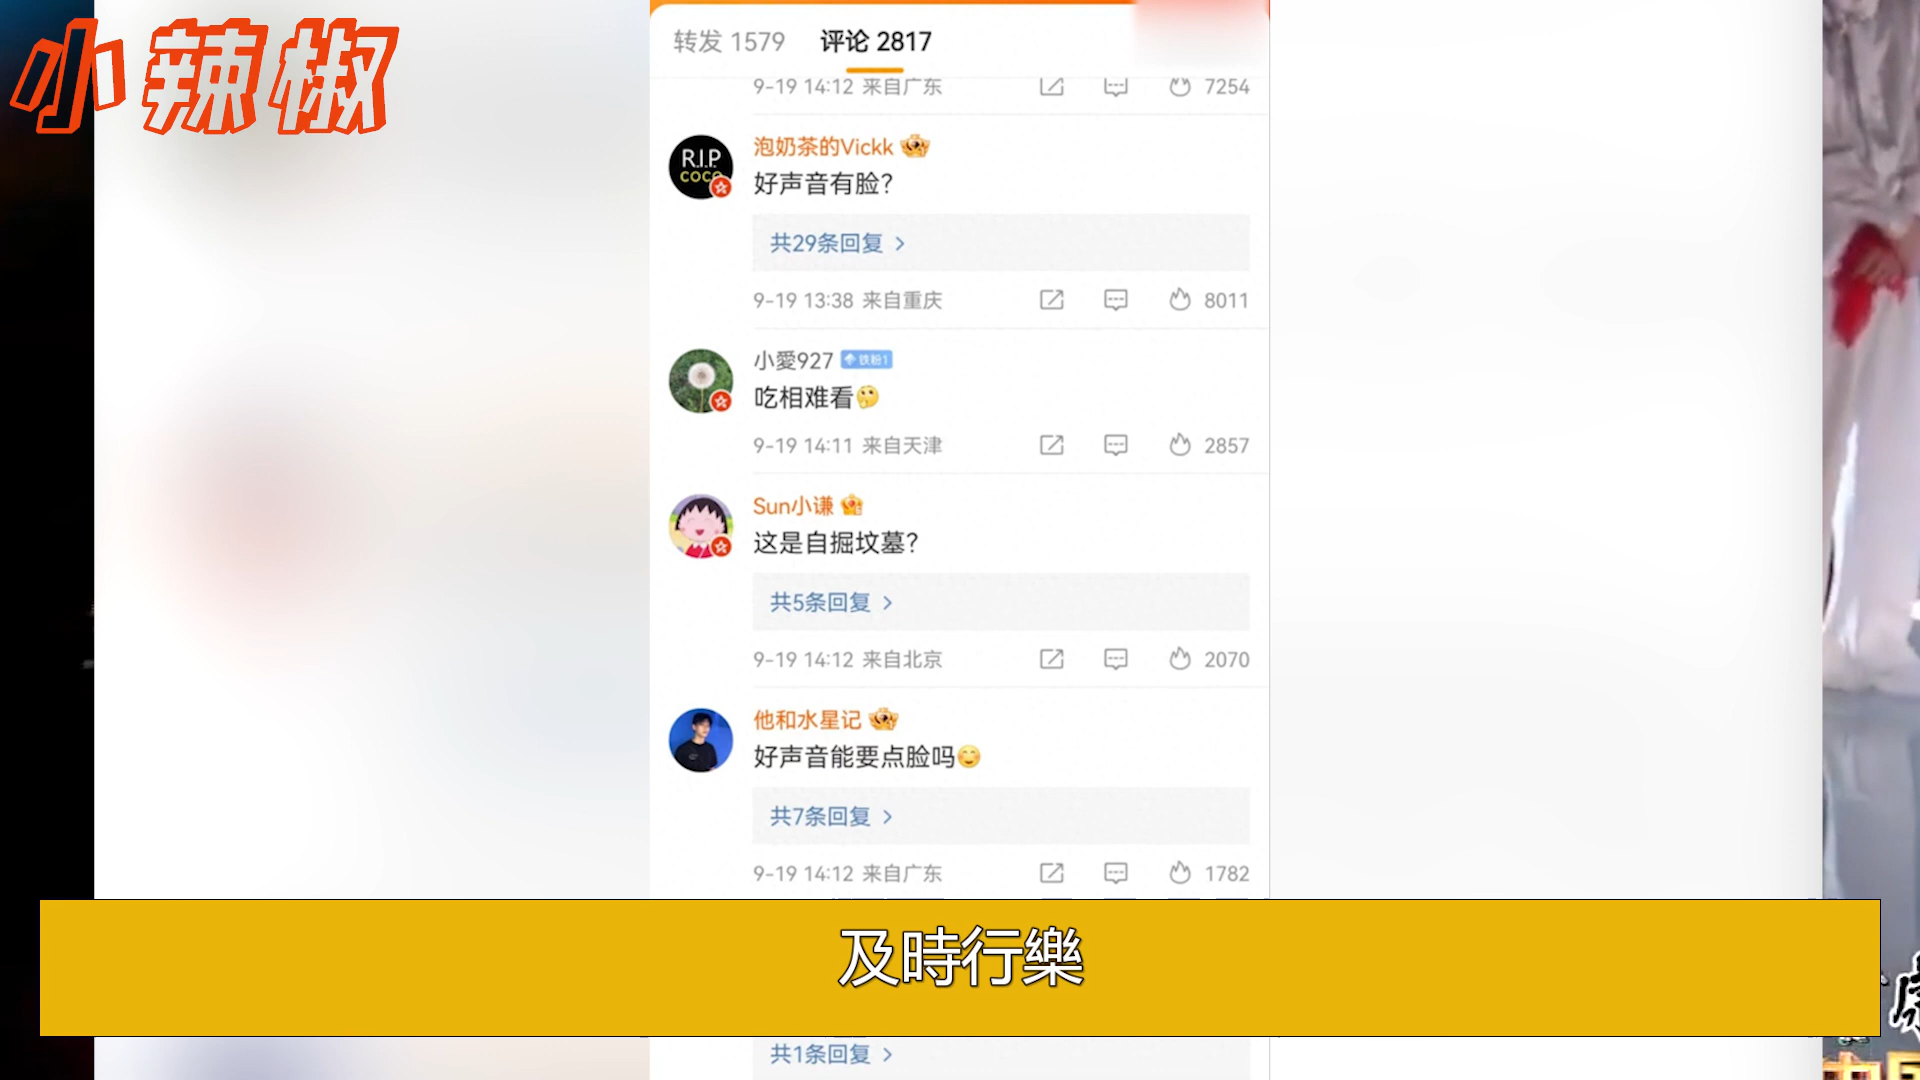 小辣椒
转发 1579 评论 2817
9-19 14:12 来自广东 7254
R.I.P
COCO
泡奶茶的Vickk
好声音有脸?
共29条回复 >
9-19 13:38 来自重庆 8011
小愛927 铁粉1
吃相难看🤔
9-19 14:11 来自天津 2857
Sun小谦
这是自掘坟墓?
共5条回复 >
9-19 14:12 来自北京 2070
他和水星记
好声音能要点脸吗😊
共7条回复 >
9-19 14:12 来自广东 1782
及時行樂
共1条回复 >